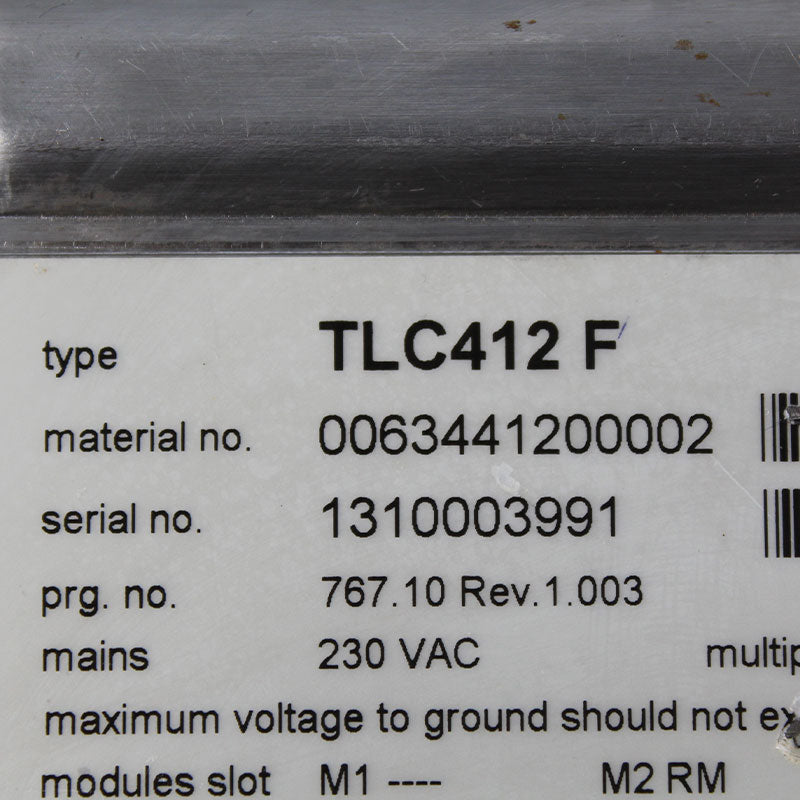 type TLC412 F
material no. 0063441200002
serial no. 1310003991
prg. no. 767.10 Rev.1.003
mains 230 VAC
maximum voltage to ground should not
modules slot M1 ---- M2 RM